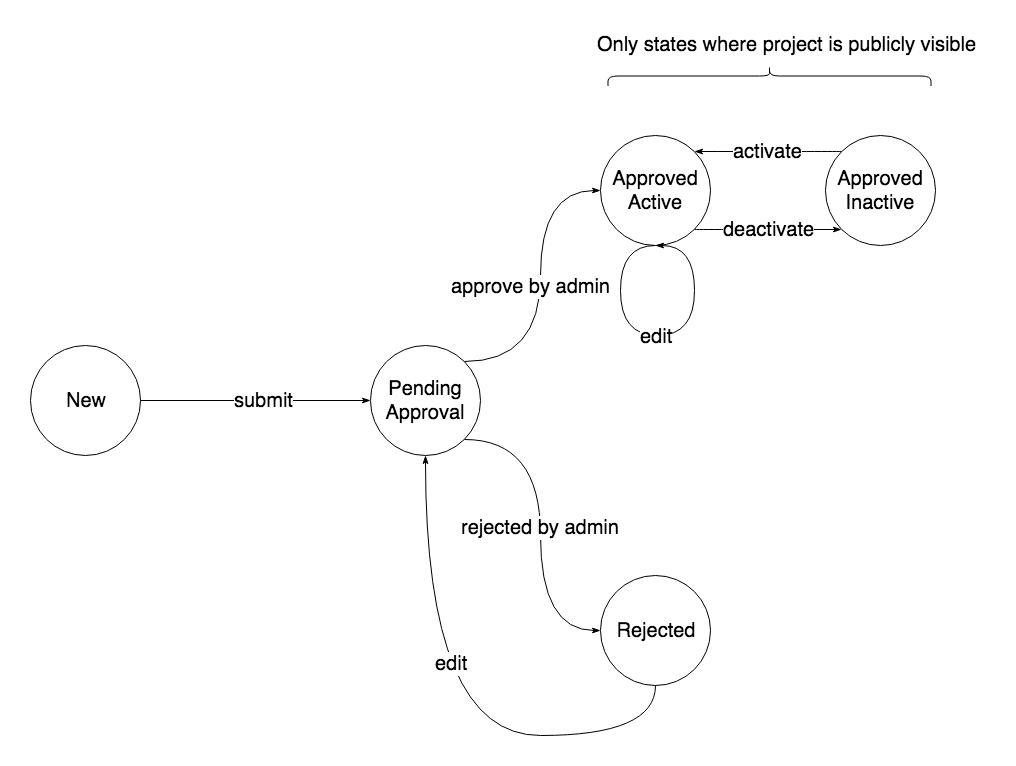 Only states where project is publicly visible
activate
Approved
Active
Approved
Inactive
deactivate
approve by admin
edit
New
submit
Pending
Approval
rejected by admin
Rejected
edit